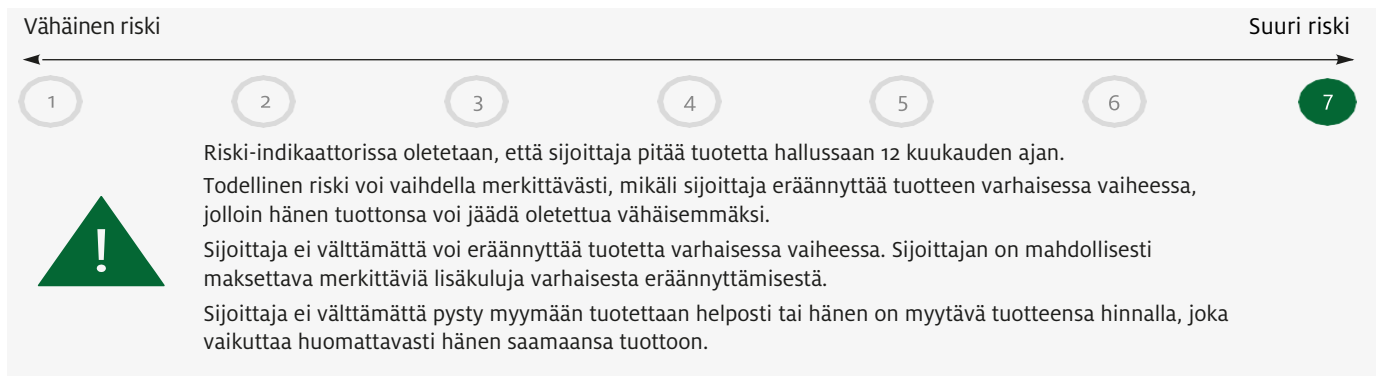 Vähäinen riski Suuri riski
1 2 3 4 5 6 7
Riski-indikaattorissa oletetaan, että sijoittaja pitää tuotetta hallussaan 12 kuukauden ajan.
Todellinen riski voi vaihdella merkittävästi, mikäli sijoittaja eräännyttää tuotteen varhaisessa vaiheessa,
jolloin hänen tuottonsa voi jäädä oletettua vähäisemmäksi.
!
Sijoittaja ei välttämättä voi eräännyttää tuotetta varhaisessa vaiheessa. Sijoittajan on mahdollisesti
maksettava merkittäviä lisäkuluja varhaisesta eräännyttämisestä.
Sijoittaja ei välttämättä pysty myymään tuotettaan helposti tai hänen on myytävä tuotteensa hinnalla, joka
vaikuttaa huomattavasti hänen saamaansa tuottoon.